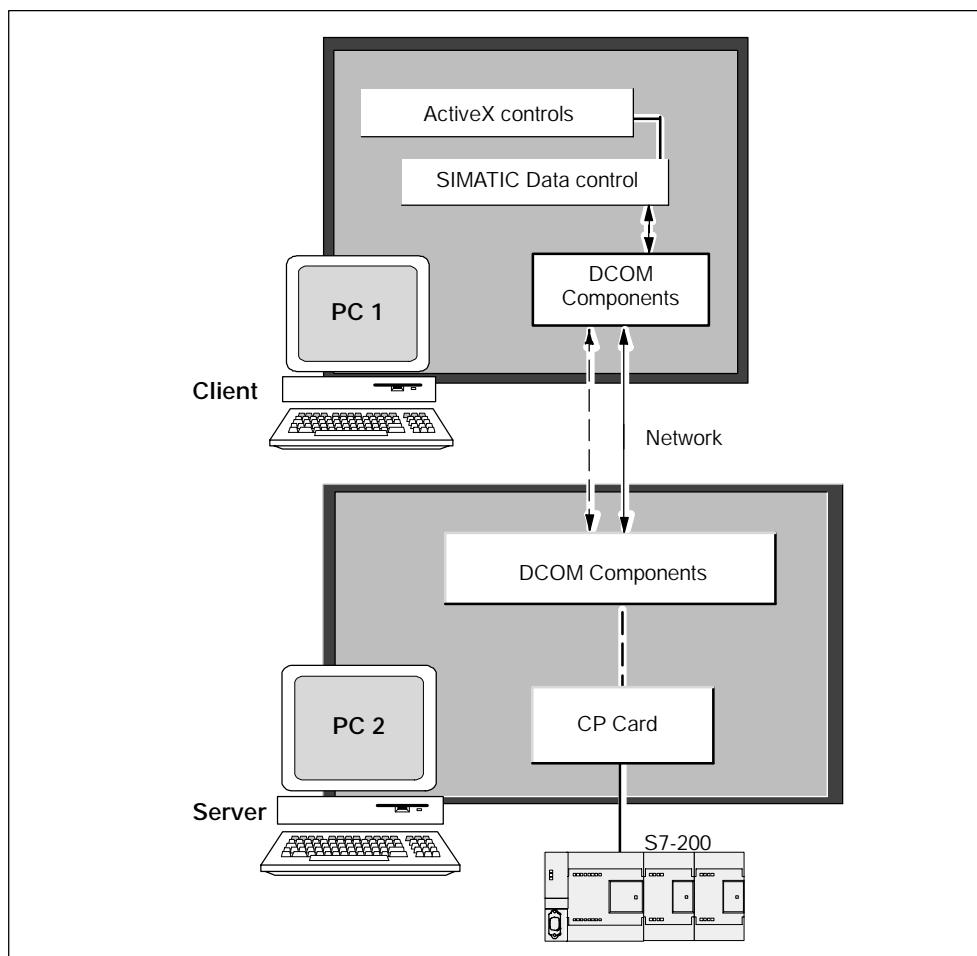 ActiveX controls
SIMATIC Data control
DCOM
Components
PC 1
Client
Network
DCOM Components
CP Card
PC 2
Server
S7-200